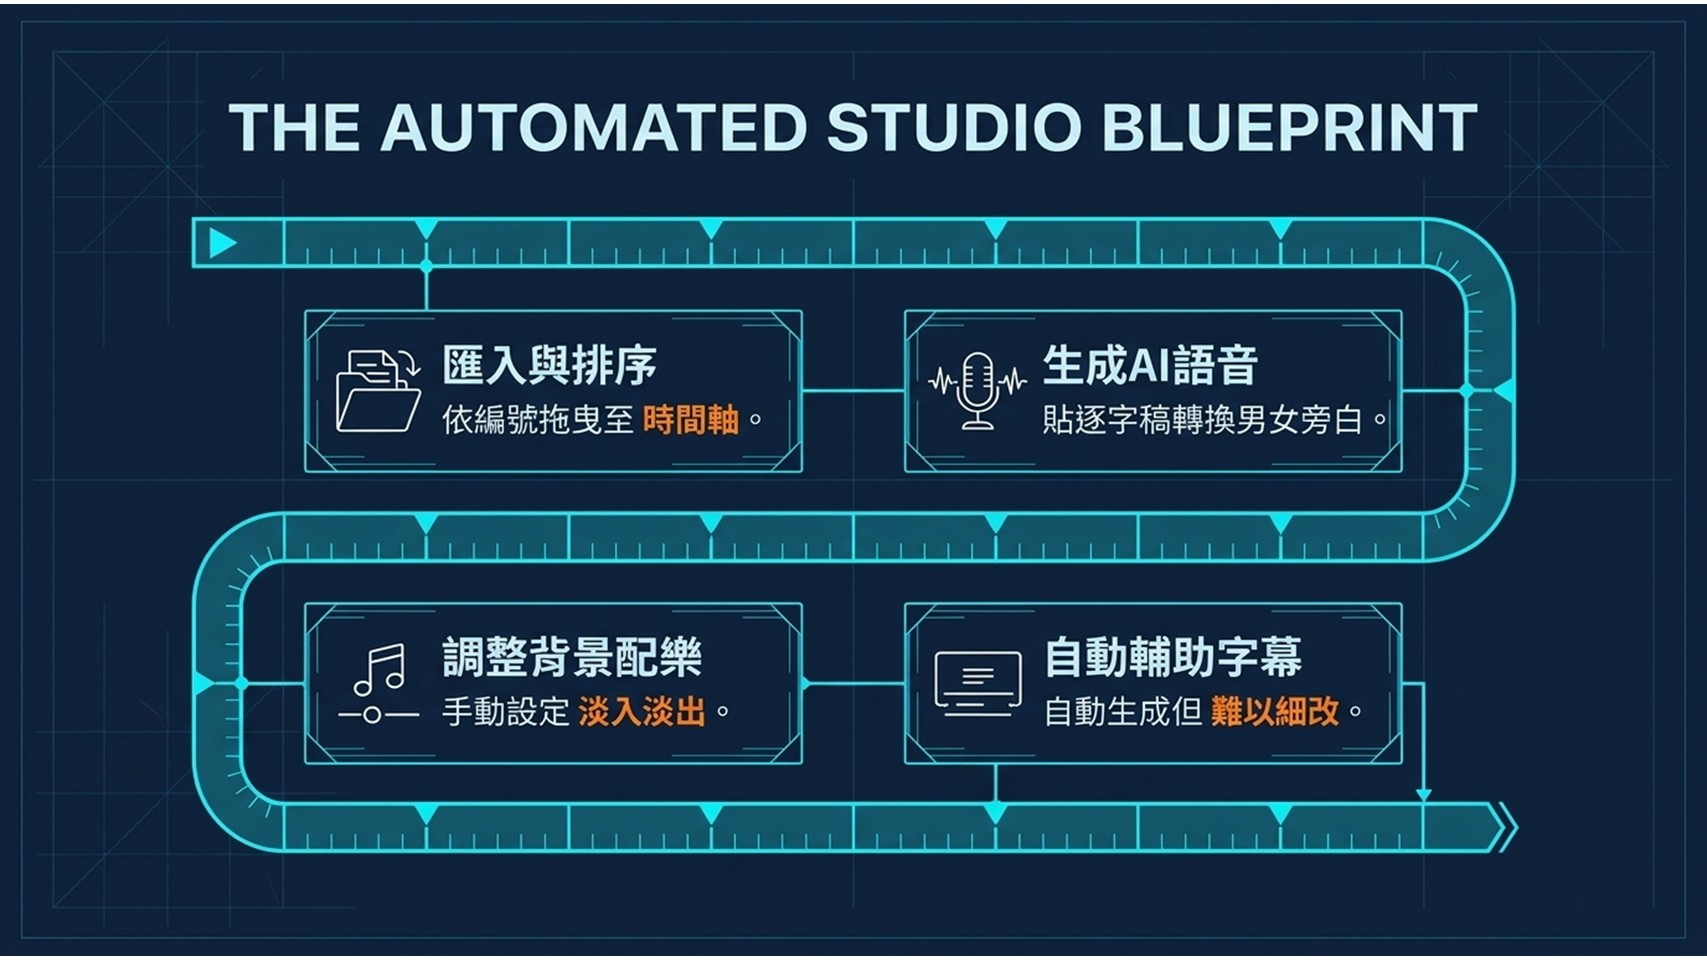 THE AUTOMATED STUDIO BLUEPRINT
匯入與排序
依編號拖曳至 時間軸。
生成AI語音
貼逐字稿轉換男女旁白。
調整背景配樂
手動設定 淡入淡出。
自動輔助字幕
自動生成但 難以細改。